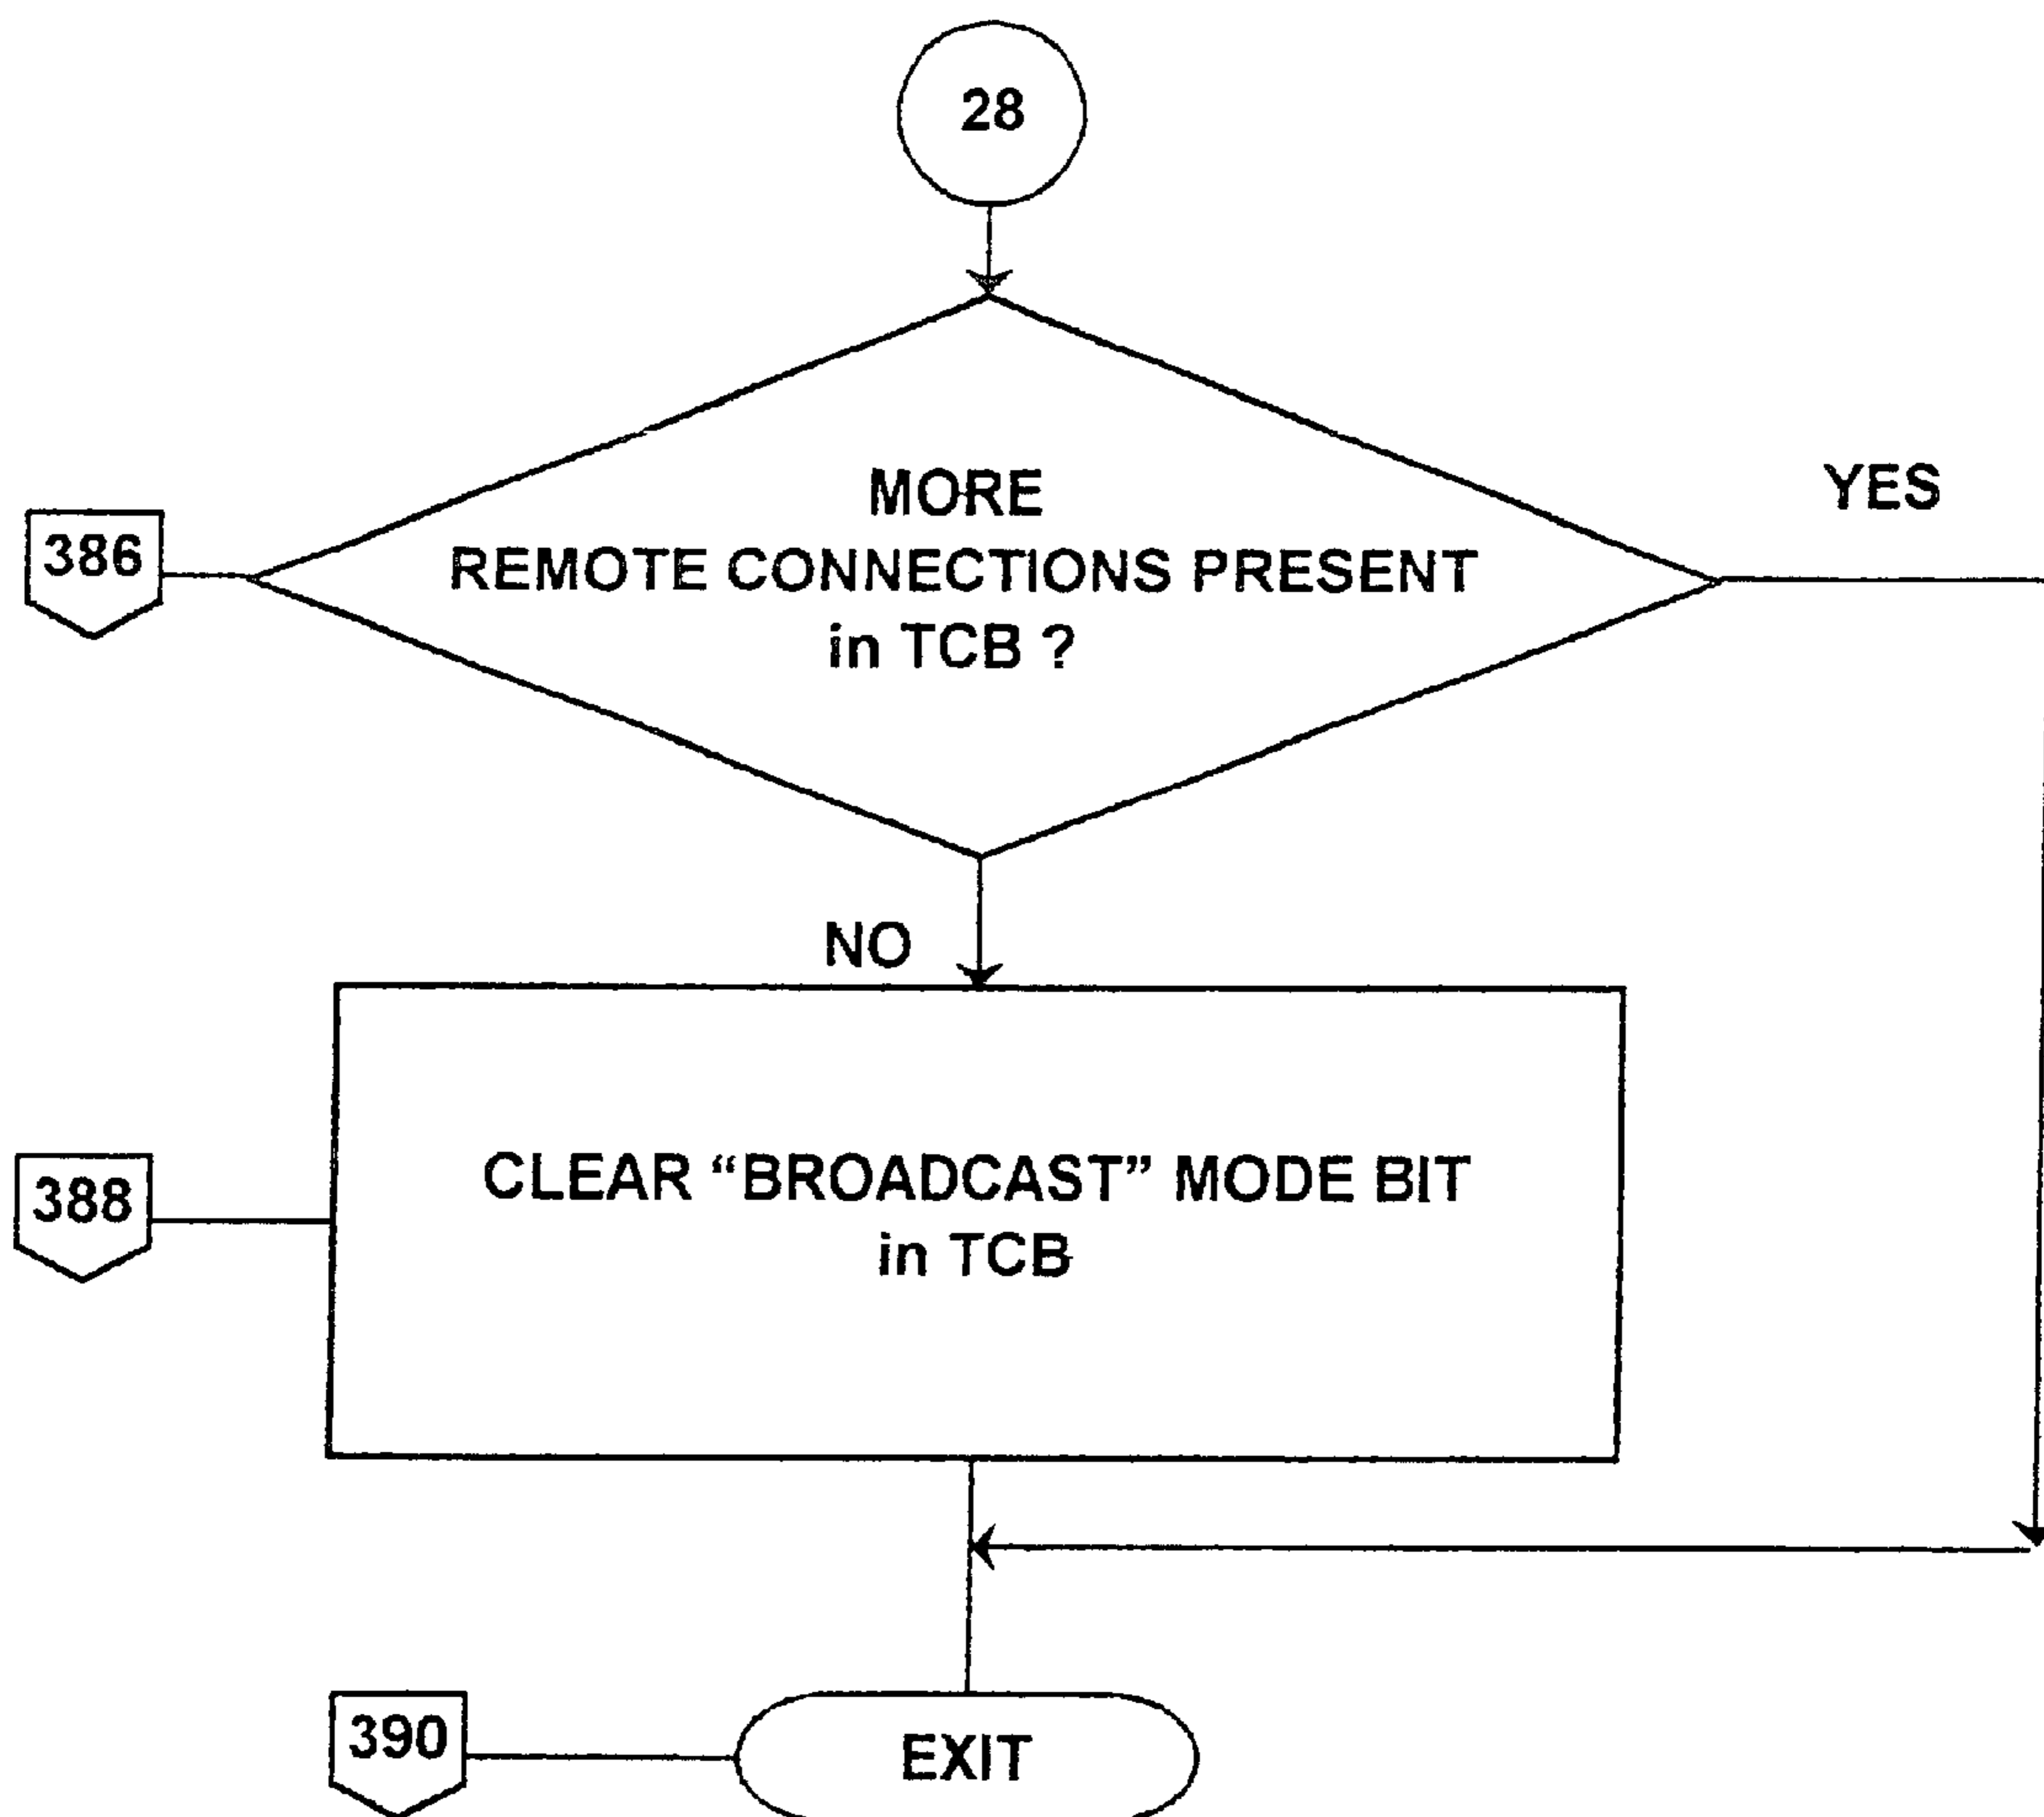 28
MORE
YES
386
REMOTE CONNECTIONS PRESENT
in TCB ?
NO
388
CLEAR “BROADCAST” MODE BIT
in TCB
390
EXIT